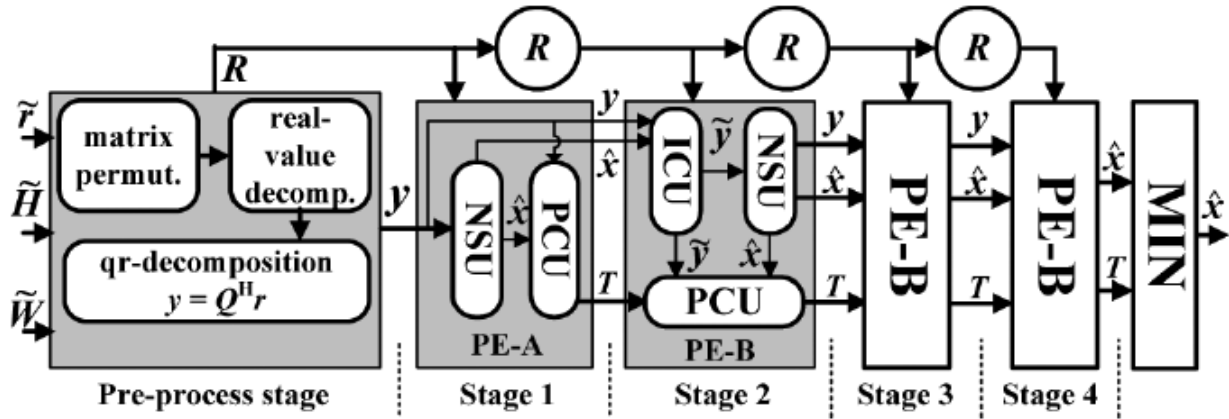 R
R
R
R
r̃
H̃
W̃
matrix
permut.
real-
value
decomp.
qr-decomposition
y = Qᴴr
y
NSU
x̂
PCU
y
x̂
T
PE-A
ICU
ỹ
NSU
ỹ
x̂
PCU
PE-B
y
x̂
T
PE-B
y
x̂
T
PE-B
x̂
T
MIN
x̂
Pre-process stage
Stage 1
Stage 2
Stage 3
Stage 4